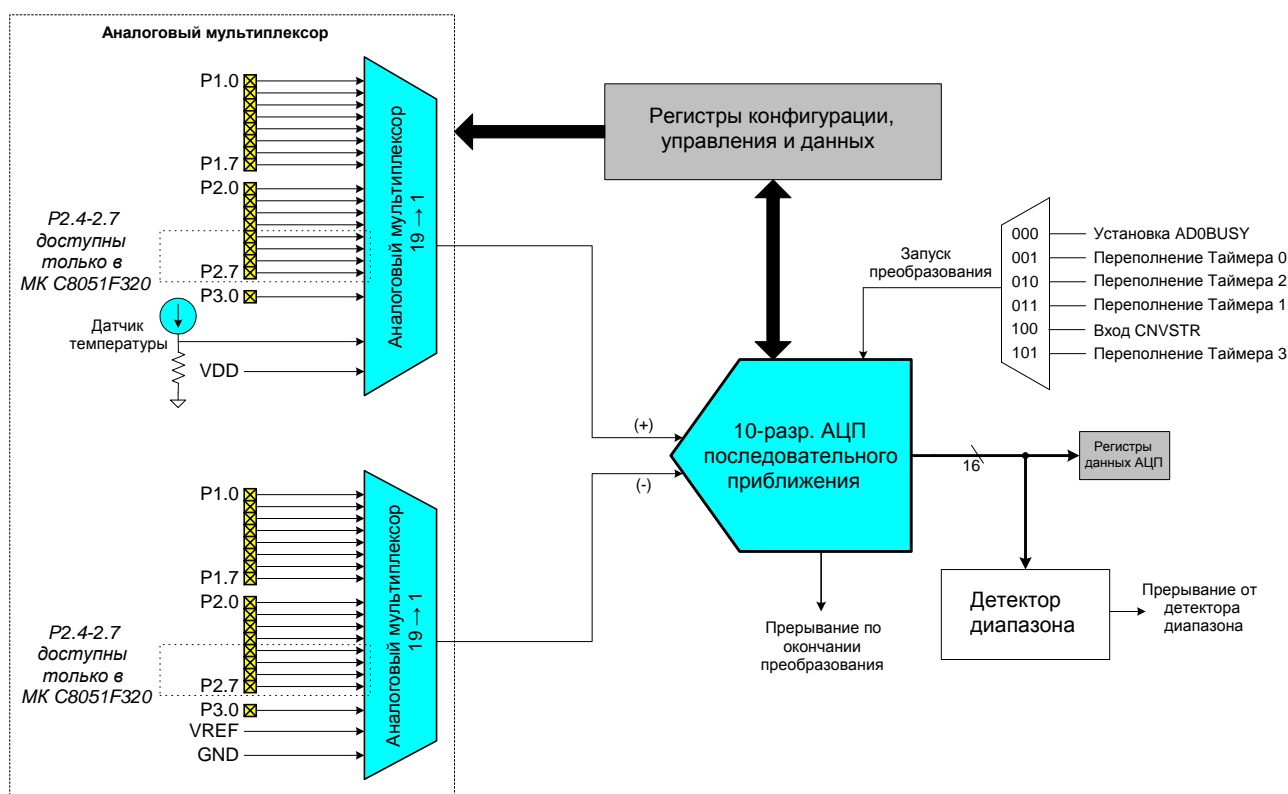 Аналоговый мультиплексор
P1.0
P1.7
P2.0
P2.4-2.7
доступны
только в
МК C8051F320
P2.7
P3.0
Датчик
температуры
VDD
Аналоговый мультиплексор
19 → 1
Регистры конфигурации,
управления и данных
Запуск
преобразования
000
001
010
011
100
101
Установка AD0BUSY
Переполнение Таймера 0
Переполнение Таймера 2
Переполнение Таймера 1
Вход CNVSTR
Переполнение Таймера 3
(+)
(-)
10-разр. АЦП
последовательного
приближения
16
Регистры
данных АЦП
Детектор
диапазона
Прерывание от
детектора
диапазона
Прерывание по
окончании
преобразования
P1.0
P1.7
P2.0
P2.4-2.7
доступны
только в
МК C8051F320
P2.7
P3.0
VREF
GND
Аналоговый мультиплексор
19 → 1